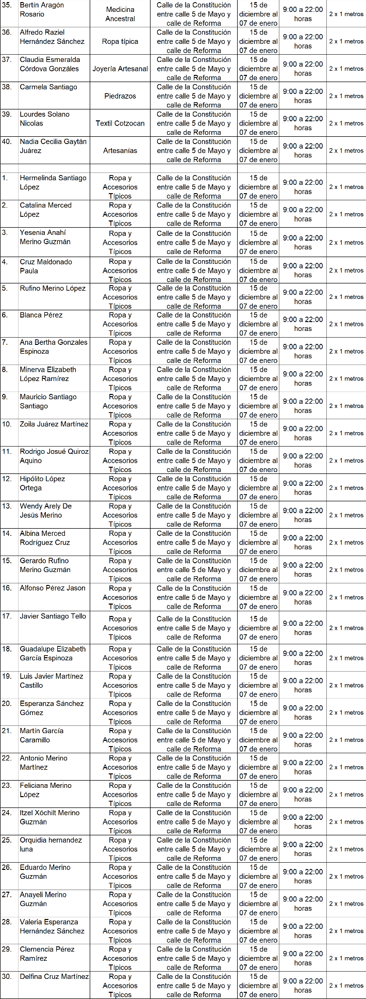 35. Bertín Aragón Rosario Medicina Ancestral Calle de la Constitución entre calle 5 de Mayo y calle de Reforma 15 de diciembre al 07 de enero 9:00 a 22:00 horas 2 x 1 metros
36. Alfredo Raziel Hernández Sánchez Ropa típica Calle de la Constitución entre calle 5 de Mayo y calle de Reforma 15 de diciembre al 07 de enero 9:00 a 22:00 horas 2 x 1 metros
37. Claudia Esmeralda Córdova Gonzáles Joyería Artesanal Calle de la Constitución entre calle 5 de Mayo y calle de Reforma 15 de diciembre al 07 de enero 9:00 a 22:00 horas 2 x 1 metros
38. Carmela Santiago Piedrazos Calle de la Constitución entre calle 5 de Mayo y calle de Reforma 15 de diciembre al 07 de enero 9:00 a 22:00 horas 2 x 1 metros
39. Lourdes Solano Nicolas Textil Cotzocan Calle de la Constitución entre calle 5 de Mayo y calle de Reforma 15 de diciembre al 07 de enero 9:00 a 22:00 horas 2 x 1 metros
40. Nadia Cecilia Gaytán Juárez Artesanías Calle de la Constitución entre calle 5 de Mayo y calle de Reforma 15 de diciembre al 07 de enero 9:00 a 22:00 horas 2 x 1 metros
1. Hermelinda Santiago López Ropa y Accesorios Típicos Calle de la Constitución entre calle 5 de Mayo y calle de Reforma 15 de diciembre al 07 de enero 9:00 a 22:00 horas 2 x 1 metros
2. Catalina Merced López Ropa y Accesorios Típicos Calle de la Constitución entre calle 5 de Mayo y calle de Reforma 15 de diciembre al 07 de enero 9:00 a 22:00 horas 2 x 1 metros
3. Yesenia Anahí Merino Guzmán Ropa y Accesorios Típicos Calle de la Constitución entre calle 5 de Mayo y calle de Reforma 15 de diciembre al 07 de enero 9:00 a 22:00 horas 2 x 1 metros
4. Cruz Maldonado Paula Ropa y Accesorios Típicos Calle de la Constitución entre calle 5 de Mayo y calle de Reforma 15 de diciembre al 07 de enero 9:00 a 22:00 horas 2 x 1 metros
5. Rufino Merino López Ropa y Accesorios Típicos Calle de la Constitución entre calle 5 de Mayo y calle de Reforma 15 de diciembre al 07 de enero 9:00 a 22:00 horas 2 x 1 metros
6. Blanca Pérez Ropa y Accesorios Típicos Calle de la Constitución entre calle 5 de Mayo y calle de Reforma 15 de diciembre al 07 de enero 9:00 a 22:00 horas 2 x 1 metros
7. Ana Bertha Gonzales Espinoza Ropa y Accesorios Típicos Calle de la Constitución entre calle 5 de Mayo y calle de Reforma 15 de diciembre al 07 de enero 9:00 a 22:00 horas 2 x 1 metros
8. Minerva Elizabeth López Ramírez Ropa y Accesorios Típicos Calle de la Constitución entre calle 5 de Mayo y calle de Reforma 15 de diciembre al 07 de enero 9:00 a 22:00 horas 2 x 1 metros
9. Mauricio Santiago Santiago Ropa y Accesorios Típicos Calle de la Constitución entre calle 5 de Mayo y calle de Reforma 15 de diciembre al 07 de enero 9:00 a 22:00 horas 2 x 1 metros
10. Zoila Juárez Martínez Ropa y Accesorios Típicos Calle de la Constitución entre calle 5 de Mayo y calle de Reforma 15 de diciembre al 07 de enero 9:00 a 22:00 horas 2 x 1 metros
11. Rodrigo Josué Quiroz Aquino Ropa y Accesorios Típicos Calle de la Constitución entre calle 5 de Mayo y calle de Reforma 15 de diciembre al 07 de enero 9:00 a 22:00 horas 2 x 1 metros
12. Hipólito López Ortega Ropa y Accesorios Típicos Calle de la Constitución entre calle 5 de Mayo y calle de Reforma 15 de diciembre al 07 de enero 9:00 a 22:00 horas 2 x 1 metros
13. Wendy Arely De Jesús Merino Ropa y Accesorios Típicos Calle de la Constitución entre calle 5 de Mayo y calle de Reforma 15 de diciembre al 07 de enero 9:00 a 22:00 horas 2 x 1 metros
14. Albina Merced Rodríguez Cruz Ropa y Accesorios Típicos Calle de la Constitución entre calle 5 de Mayo y calle de Reforma 15 de diciembre al 07 de enero 9:00 a 22:00 horas 2 x 1 metros
15. Gerardo Rufino Merino Guzmán Ropa y Accesorios Típicos Calle de la Constitución entre calle 5 de Mayo y calle de Reforma 15 de diciembre al 07 de enero 9:00 a 22:00 horas 2 x 1 metros
16. Alfonso Pérez Jason Ropa y Accesorios Típicos Calle de la Constitución entre calle 5 de Mayo y calle de Reforma 15 de diciembre al 07 de enero 9:00 a 22:00 horas 2 x 1 metros
17. Javier Santiago Tello Ropa y Accesorios Típicos Calle de la Constitución entre calle 5 de Mayo y calle de Reforma 15 de diciembre al 07 de enero 9:00 a 22:00 horas 2 x 1 metros
18. Guadalupe Elizabeth García Espinoza Ropa y Accesorios Típicos Calle de la Constitución entre calle 5 de Mayo y calle de Reforma 15 de diciembre al 07 de enero 9:00 a 22:00 horas 2 x 1 metros
19. Luis Javier Martínez Castillo Ropa y Accesorios Típicos Calle de la Constitución entre calle 5 de Mayo y calle de Reforma 15 de diciembre al 07 de enero 9:00 a 22:00 horas 2 x 1 metros
20. Esperanza Sánchez Gómez Ropa y Accesorios Típicos Calle de la Constitución entre calle 5 de Mayo y calle de Reforma 15 de diciembre al 07 de enero 9:00 a 22:00 horas 2 x 1 metros
21. Martín García Caramillo Ropa y Accesorios Típicos Calle de la Constitución entre calle 5 de Mayo y calle de Reforma 15 de diciembre al 07 de enero 9:00 a 22:00 horas 2 x 1 metros
22. Antonio Merino Martínez Ropa y Accesorios Típicos Calle de la Constitución entre calle 5 de Mayo y calle de Reforma 15 de diciembre al 07 de enero 9:00 a 22:00 horas 2 x 1 metros
23. Feliciana Merino López Ropa y Accesorios Típicos Calle de la Constitución entre calle 5 de Mayo y calle de Reforma 15 de diciembre al 07 de enero 9:00 a 22:00 horas 2 x 1 metros
24. Itzel Xóchilt Merino Guzmán Ropa y Accesorios Típicos Calle de la Constitución entre calle 5 de Mayo y calle de Reforma 15 de diciembre al 07 de enero 9:00 a 22:00 horas 2 x 1 metros
25. Orquidia hernandez luna Ropa y Accesorios Típicos Calle de la Constitución entre calle 5 de Mayo y calle de Reforma 15 de diciembre al 07 de enero 9:00 a 22:00 horas 2 x 1 metros
26. Eduardo Merino Guzmán Ropa y Accesorios Típicos Calle de la Constitución entre calle 5 de Mayo y calle de Reforma 15 de diciembre al 07 de enero 9:00 a 22:00 horas 2 x 1 metros
27. Anayeli Merino Guzmán Ropa y Accesorios Típicos Calle de la Constitución entre calle 5 de Mayo y calle de Reforma 15 de diciembre al 07 de enero 9:00 a 22:00 horas 2 x 1 metros
28. Valeria Esperanza Hernández Sánchez Ropa y Accesorios Típicos Calle de la Constitución entre calle 5 de Mayo y calle de Reforma 15 de diciembre al 07 de enero 9:00 a 22:00 horas 2 x 1 metros
29. Clemencia Pérez Ramírez Ropa y Accesorios Típicos Calle de la Constitución entre calle 5 de Mayo y calle de Reforma 15 de diciembre al 07 de enero 9:00 a 22:00 horas 2 x 1 metros
30. Delfina Cruz Martínez Ropa y Accesorios Típicos Calle de la Constitución entre calle 5 de Mayo y calle de Reforma 15 de diciembre al 07 de enero 9:00 a 22:00 horas 2 x 1 metros